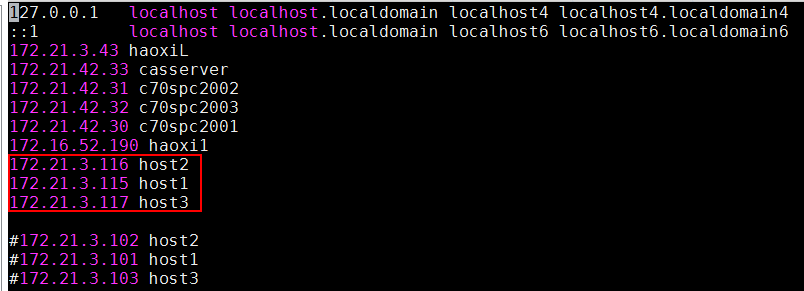 127.0.0.1   localhost localhost.localdomain localhost4 localhost4.localdomain4
::1         localhost localhost.localdomain localhost6 localhost6.localdomain6
172.21.3.43 haoxiL
172.21.42.33 casserver
172.21.42.31 c70spc2002
172.21.42.32 c70spc2003
172.21.42.30 c70spc2001
172.16.52.190 haoxi1
172.21.3.116 host2
172.21.3.115 host1
172.21.3.117 host3
#172.21.3.102 host2
#172.21.3.101 host1
#172.21.3.103 host3